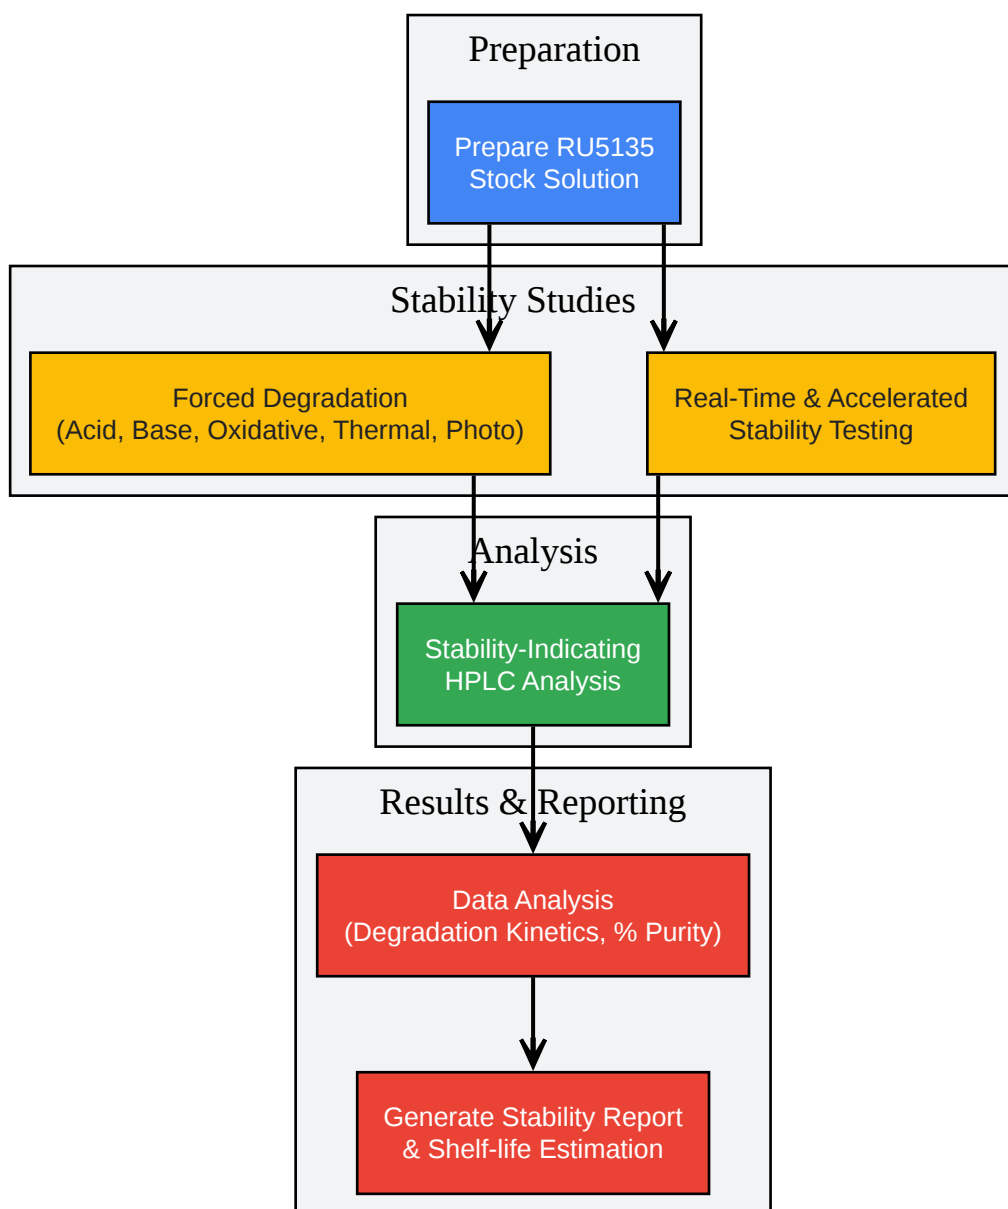 Preparation
Prepare RU5135
Stock Solution
Stability Studies
Forced Degradation
(Acid, Base, Oxidative, Thermal, Photo)
Real-Time & Accelerated
Stability Testing
Analysis
Stability-Indicating
HPLC Analysis
Results & Reporting
Data Analysis
(Degradation Kinetics, % Purity)
Generate Stability Report
& Shelf-life Estimation